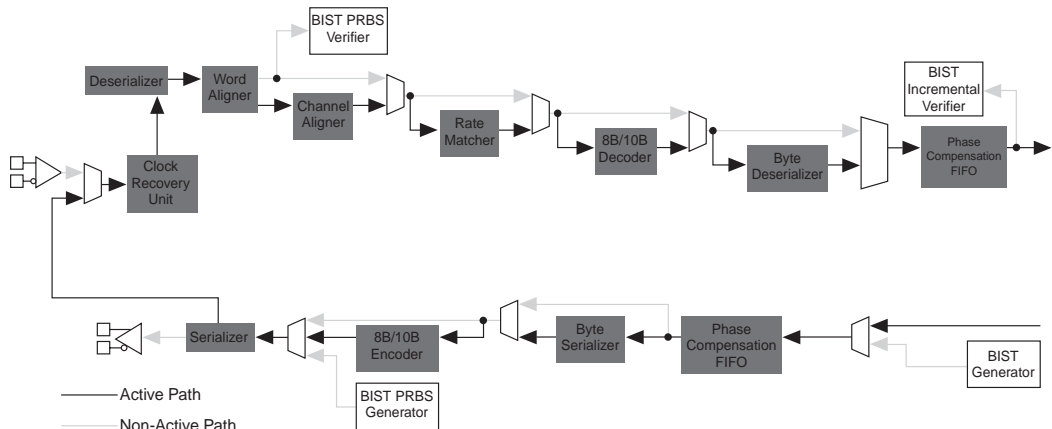 BIST PRBS
Verifier
Deserializer
Word
Aligner
Channel
Aligner
Rate
Matcher
8B/10B
Decoder
Byte
Deserializer
BIST
Incremental
Verifier
Phase
Compensation
FIFO
Clock
Recovery
Unit
Serializer
8B/10B
Encoder
Byte
Serializer
Phase
Compensation
FIFO
BIST
Generator
BIST PRBS
Generator
Active Path
Non-Active Path